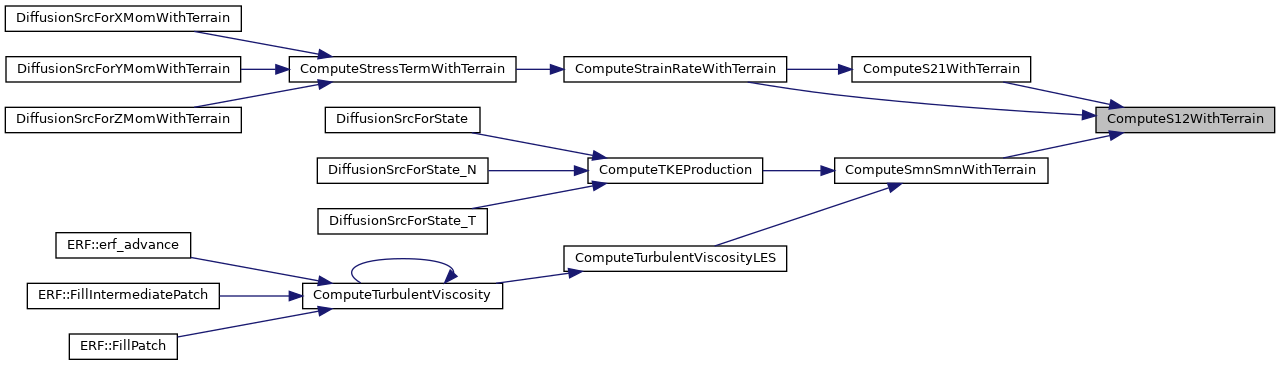 DiffusionSrcForXMomWithTerrain
DiffusionSrcForYMomWithTerrain
ComputeStressTermWithTerrain
ComputeStrainRateWithTerrain
ComputeS21WithTerrain
DiffusionSrcForZMomWithTerrain
DiffusionSrcForState
ComputeS12WithTerrain
DiffusionSrcForState_N
ComputeTKEProduction
ComputeSmnSmnWithTerrain
DiffusionSrcForState_T
ERF::erf_advance
ComputeTurbulentViscosityLES
ERF::FillIntermediatePatch
ComputeTurbulentViscosity
ERF::FillPatch